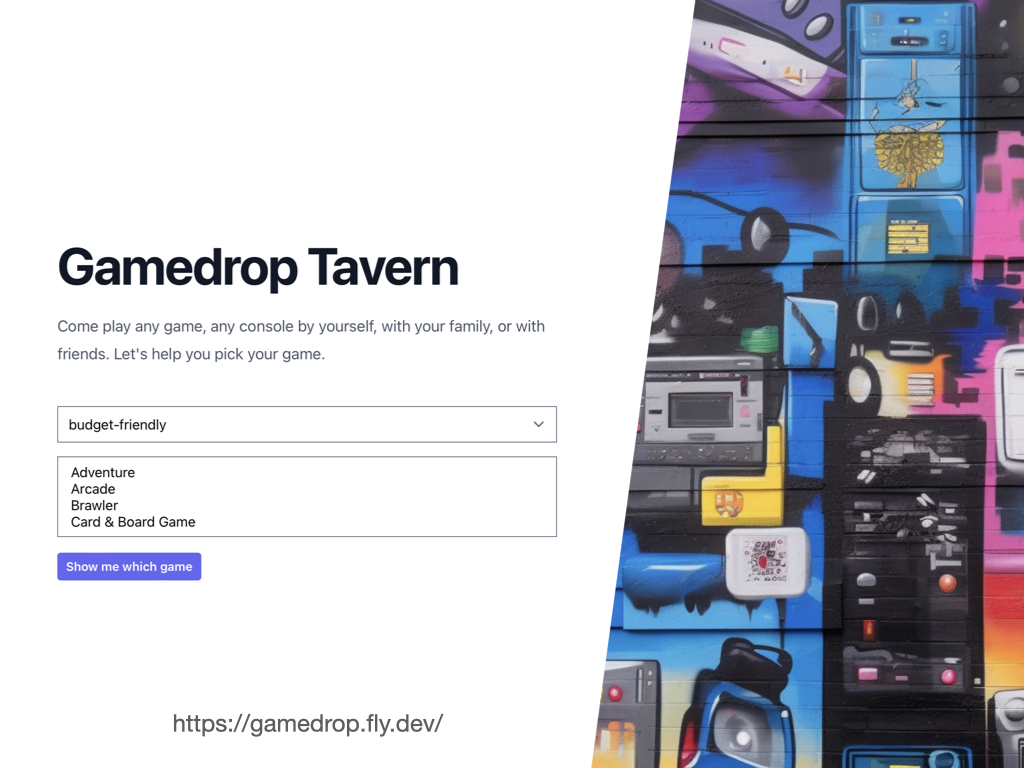 Gamedrop Tavern
Come play any game, any console by yourself, with your family, or with
friends. Let's help you pick your game.
budget-friendly
Adventure
Arcade
Brawler
Card & Board Game
Show me which game
https://gamedrop.fly.dev/